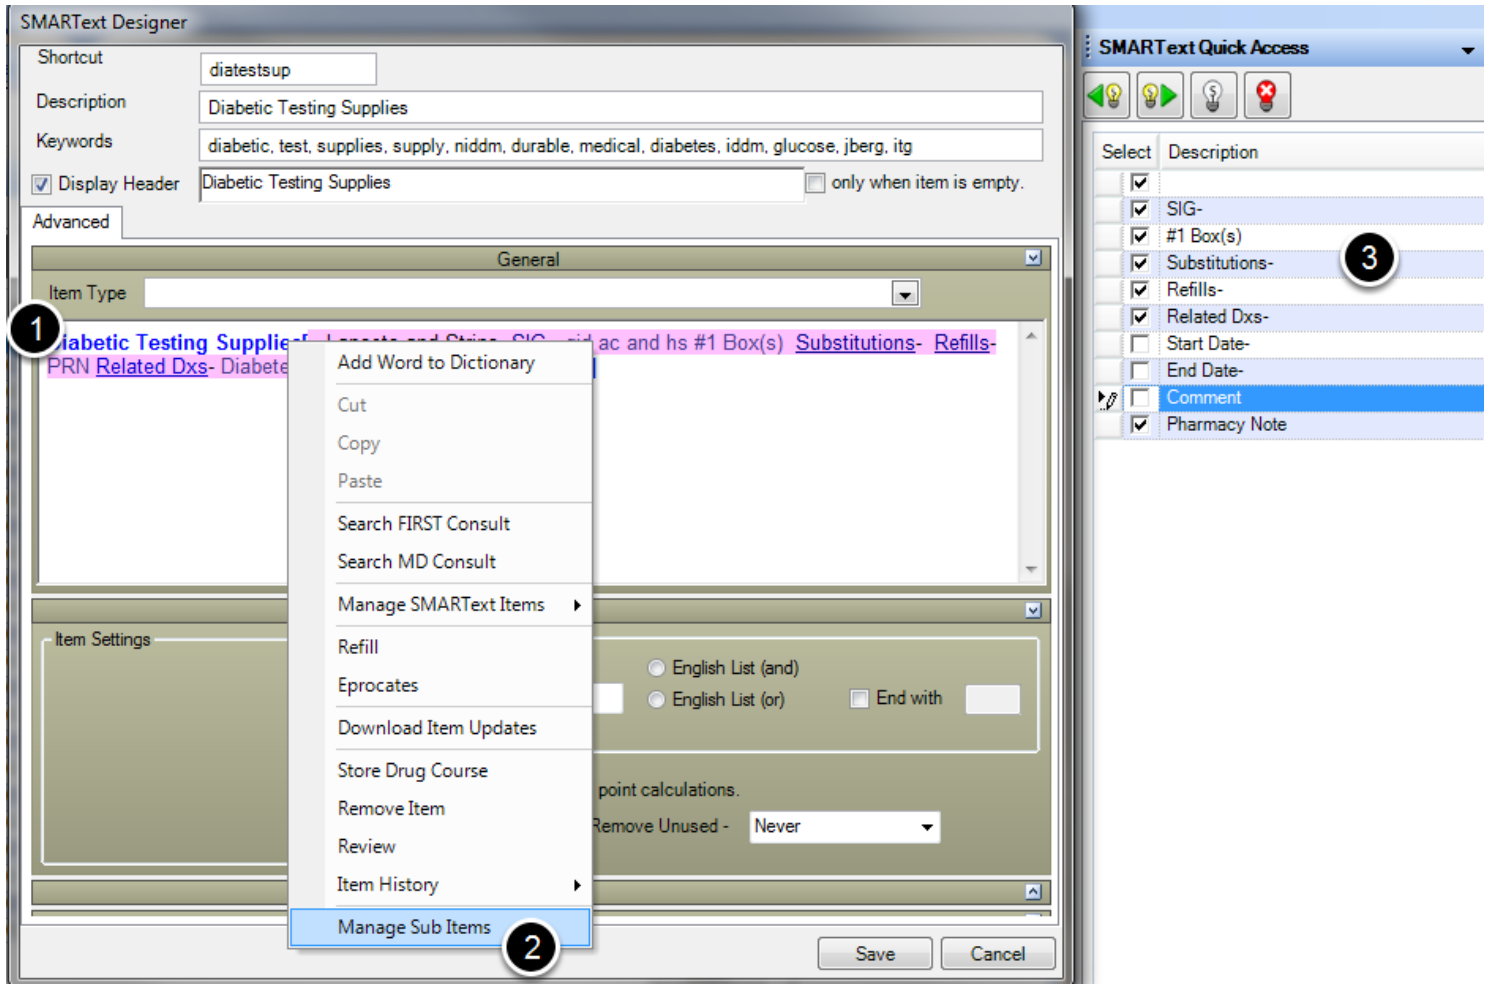 SMARText Designer
Shortcut
diatestsup
Description
Diabetic Testing Supplies
Keywords
diabetic, test, supplies, supply, niddm, durable, medical, diabetes, iddm, glucose, jberg, itg
Display Header
Diabetic Testing Supplies
only when item is empty.
Advanced
General
Item Type
1
iabetic Testing Supplie ac and hs #1 Box(s) Substitutions- Refills-
PRN Related Dxs- Diabete
Add Word to Dictionary
Cut
Copy
Paste
Search FIRST Consult
Search MD Consult
Manage SMARText Items
Refill
Eprocates
Download Item Updates
Store Drug Course
Remove Item
Review
Item History
Manage Sub Items
2
Item Settings
English List (and)
English List (or)
End with
point calculations.
Remove Unused -
Never
Save
Cancel
SMARText Quick Access
Select Description
SIG-
#1 Box(s)
3
Substitutions-
Refills-
Related Dxs-
Start Date-
End Date-
Comment
Pharmacy Note